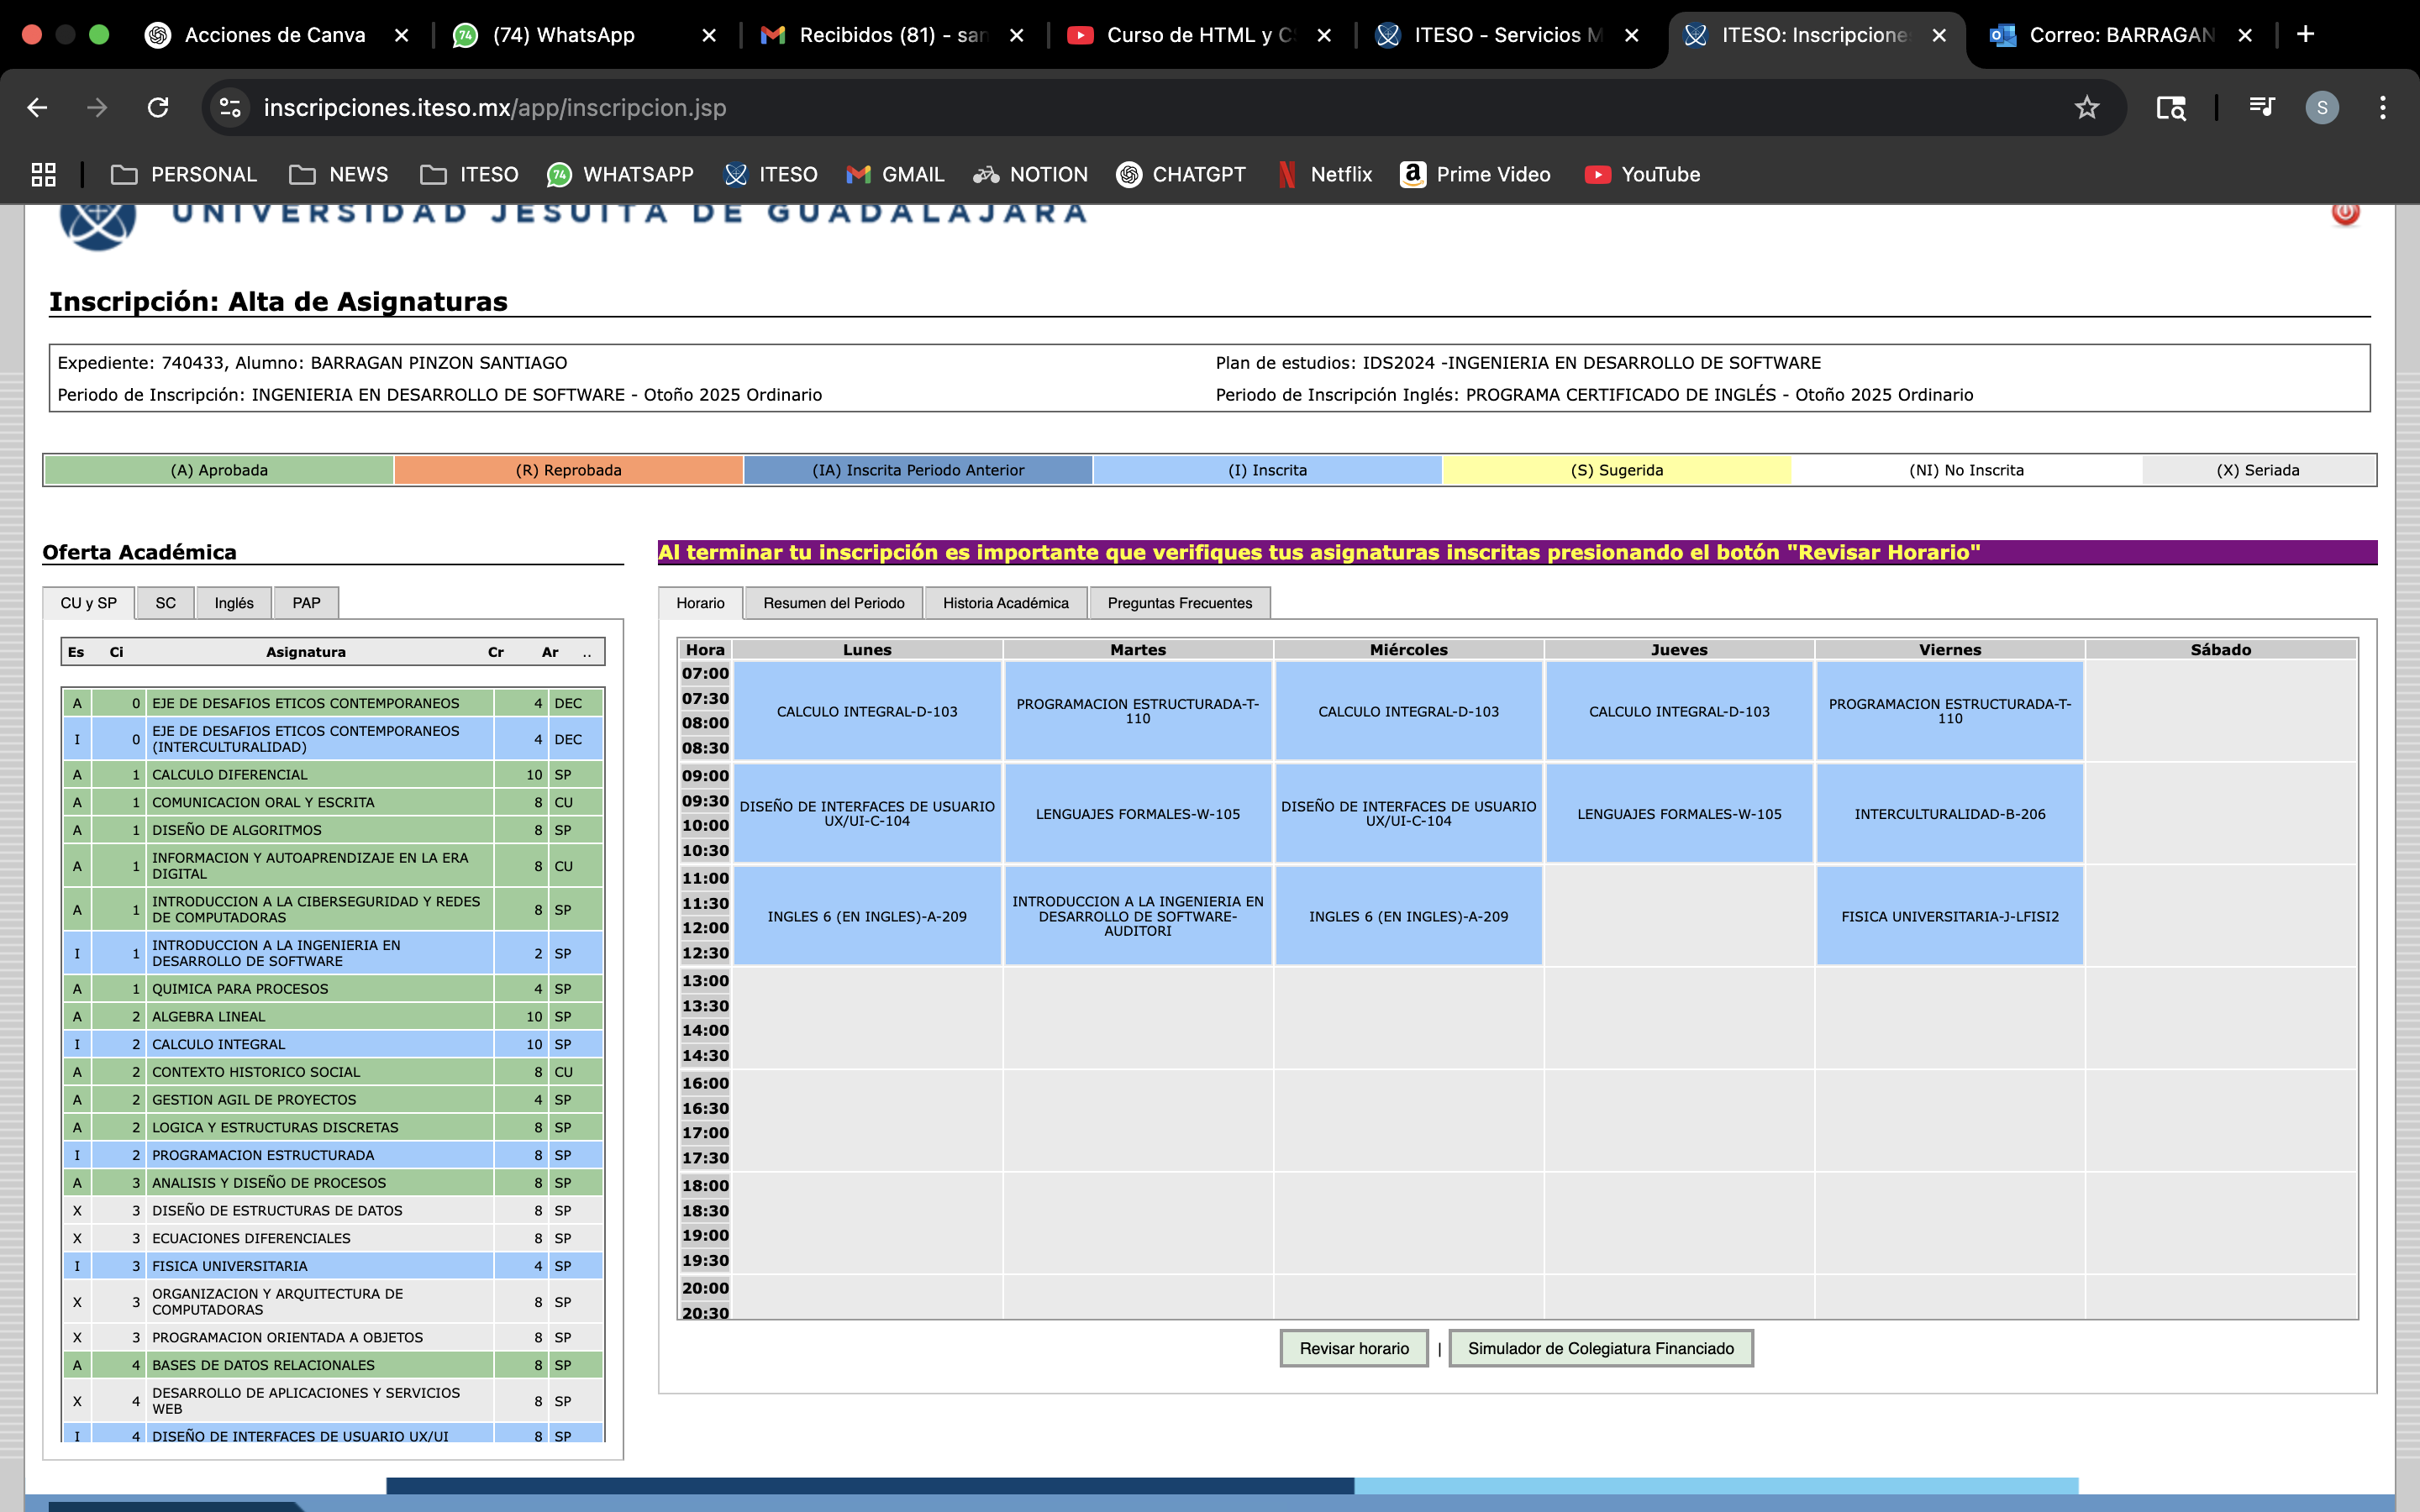 Acciones de Canva
(74) WhatsApp
Recibidos (81) - san
Curso de HTML y C
ITESO - Servicios M
ITESO: Inscripcione
Correo: BARRAGAN
inscripciones.iteso.mx/app/inscripcion.jsp
S
PERSONAL
NEWS
ITESO
WHATSAPP
ITESO
GMAIL
NOTION
CHATGPT
Netflix
Prime Video
YouTube
UNIVERSIDAD JESUITA DE GUADALAJARA
Inscripción: Alta de Asignaturas
Expediente: 740433, Alumno: BARRAGAN PINZON SANTIAGO
Plan de estudios: IDS2024 -INGENIERIA EN DESARROLLO DE SOFTWARE
Periodo de Inscripción: INGENIERIA EN DESARROLLO DE SOFTWARE - Otoño 2025 Ordinario
Periodo de Inscripción Inglés: PROGRAMA CERTIFICADO DE INGLÉS - Otoño 2025 Ordinario
(A) Aprobada
(R) Reprobada
(IA) Inscrita Periodo Anterior
(I) Inscrita
(S) Sugerida
(NI) No Inscrita
(X) Seriada
Oferta Académica
CU y SP
SC
Inglés
PAP
Es Ci Asignatura Cr Ar ..
A 0 EJE DE DESAFIOS ETICOS CONTEMPORANEOS 4 DEC
I 0 EJE DE DESAFIOS ETICOS CONTEMPORANEOS
(INTERCULTURALIDAD) 4 DEC
A 1 CALCULO DIFERENCIAL 10 SP
A 1 COMUNICACION ORAL Y ESCRITA 8 CU
A 1 DISEÑO DE ALGORITMOS 8 SP
A 1 INFORMACION Y AUTOAPRENDIZAJE EN LA ERA
DIGITAL 8 CU
A 1 INTRODUCCION A LA CIBERSEGURIDAD Y REDES
DE COMPUTADORAS 8 SP
I 1 INTRODUCCION A LA INGENIERIA EN
DESARROLLO DE SOFTWARE 2 SP
A 1 QUIMICA PARA PROCESOS 4 SP
A 2 ALGEBRA LINEAL 10 SP
I 2 CALCULO INTEGRAL 10 SP
A 2 CONTEXTO HISTORICO SOCIAL 8 CU
A 2 GESTION AGIL DE PROYECTOS 4 SP
A 2 LOGICA Y ESTRUCTURAS DISCRETAS 8 SP
I 2 PROGRAMACION ESTRUCTURADA 8 SP
A 3 ANALISIS Y DISEÑO DE PROCESOS 8 SP
X 3 DISEÑO DE ESTRUCTURAS DE DATOS 8 SP
X 3 ECUACIONES DIFERENCIALES 8 SP
I 3 FISICA UNIVERSITARIA 4 SP
X 3 ORGANIZACION Y ARQUITECTURA DE
COMPUTADORAS 8 SP
X 3 PROGRAMACION ORIENTADA A OBJETOS 8 SP
A 4 BASES DE DATOS RELACIONALES 8 SP
X 4 DESARROLLO DE APLICACIONES Y SERVICIOS
WEB 8 SP
I 4 DISEÑO DE INTERFACES DE USUARIO UX/UI 8 SP
Al terminar tu inscripción es importante que verifiques tus asignaturas inscritas presionando el botón "Revisar Horario"
Horario
Resumen del Periodo
Historia Académica
Preguntas Frecuentes
Hora Lunes Martes Miércoles Jueves Viernes Sábado
07:00
07:30
08:00
08:30
CALCULO INTEGRAL-D-103
PROGRAMACION ESTRUCTURADA-T-
110
CALCULO INTEGRAL-D-103
CALCULO INTEGRAL-D-103
PROGRAMACION ESTRUCTURADA-T-
110
09:00
09:30
10:00
10:30
DISEÑO DE INTERFACES DE USUARIO
UX/UI-C-104
LENGUAJES FORMALES-W-105
DISEÑO DE INTERFACES DE USUARIO
UX/UI-C-104
LENGUAJES FORMALES-W-105
INTERCULTURALIDAD-B-206
11:00
11:30
12:00
12:30
INGLES 6 (EN INGLES)-A-209
INTRODUCCION A LA INGENIERIA EN
DESARROLLO DE SOFTWARE-
AUDITORI
INGLES 6 (EN INGLES)-A-209
FISICA UNIVERSITARIA-J-LFISI2
13:00
13:30
14:00
14:30
16:00
16:30
17:00
17:30
18:00
18:30
19:00
19:30
20:00
20:30
Revisar horario
|
Simulador de Colegiatura Financiado